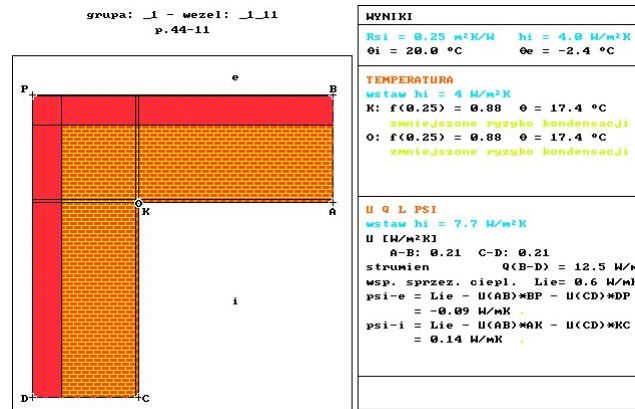 grupa: _1 - wezel: _1_11
p.44-11
e
P
B
K
A
i
D
C
WYNIKI
Rsi = 0.25 m²K/W hi = 4.0 W/m²K
θi = 20.0 ºC θe = -2.4 ºC
TEMPERATURA
wstaw hi = 4 W/m²K
K: f(0.25) = 0.88 θ = 17.4 ºC
zmniejszone ryzyko kondensacji
O: f(0.25) = 0.88 θ = 17.4 ºC
zmniejszone ryzyko kondensacji
U Q L PSI
wstaw hi = 7.7 W/m²K
U [W/m²K]
A-B: 0.21 C-D: 0.21
strumien Q(B-D) = 12.5 W/m
wsp. sprzez. ciepl. Lie= 0.6 W/mK
psi-e = Lie - U(AB)*BP - U(CD)*DP
= -0.09 W/mK .
psi-i = Lie - U(AB)*AK - U(CD)*KC
= 0.14 W/mK .